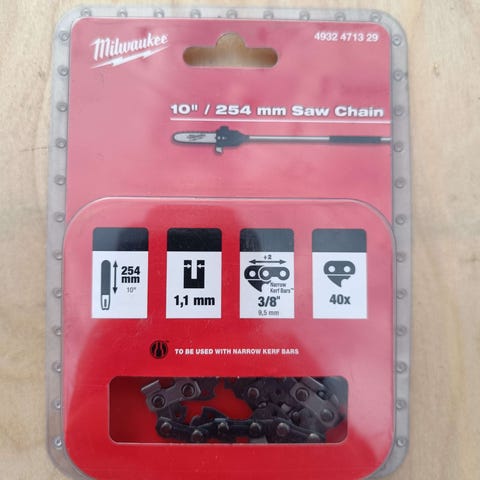 Milwaukee
4932 4713 29
10" / 254 mm Saw Chain
254
mm
10"
1,1 mm
÷2
Narrow
Kerf Bars™
3/8"
9,5 mm
40x
TO BE USED WITH NARROW KERF BARS